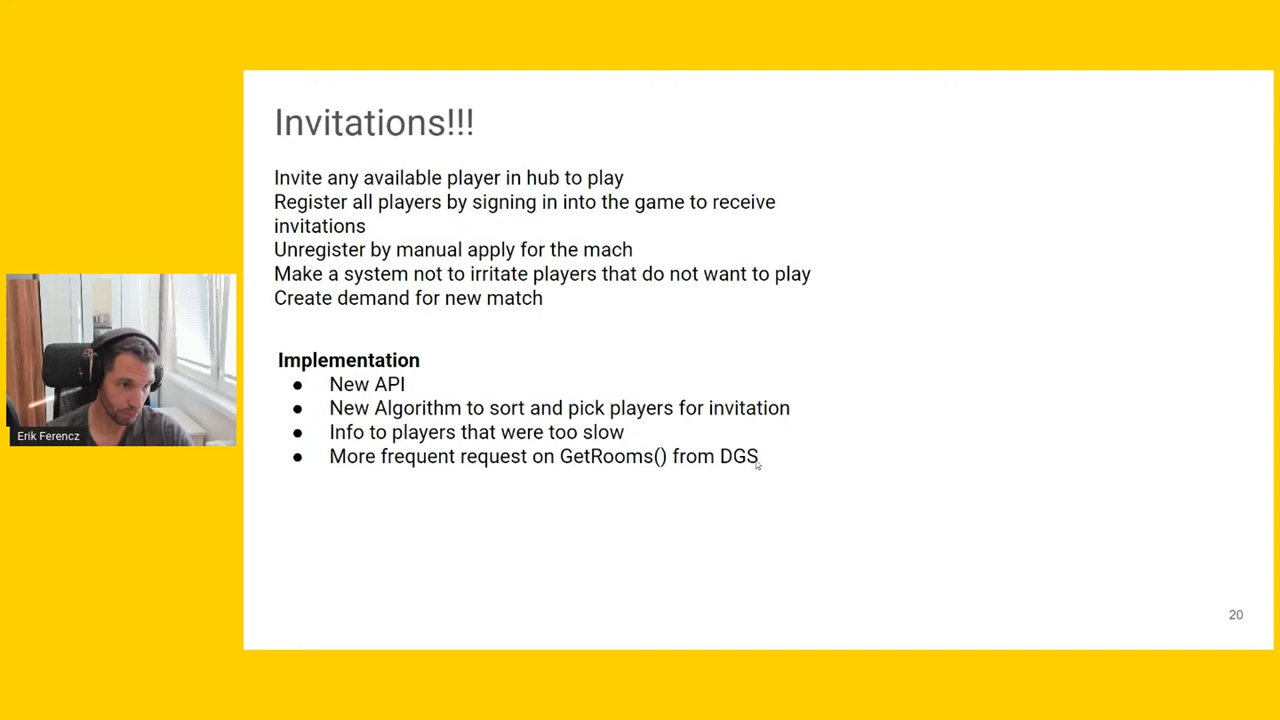 Invitations!!!
Invite any available player in hub to play
Register all players by signing in into the game to receive
invitations
Unregister by manual apply for the mach
Make a system not to irritate players that do not want to play
Create demand for new match
Implementation
● New API
● New Algorithm to sort and pick players for invitation
● Info to players that were too slow
● More frequent request on GetRooms() from DGS
Erik Ferencz
20